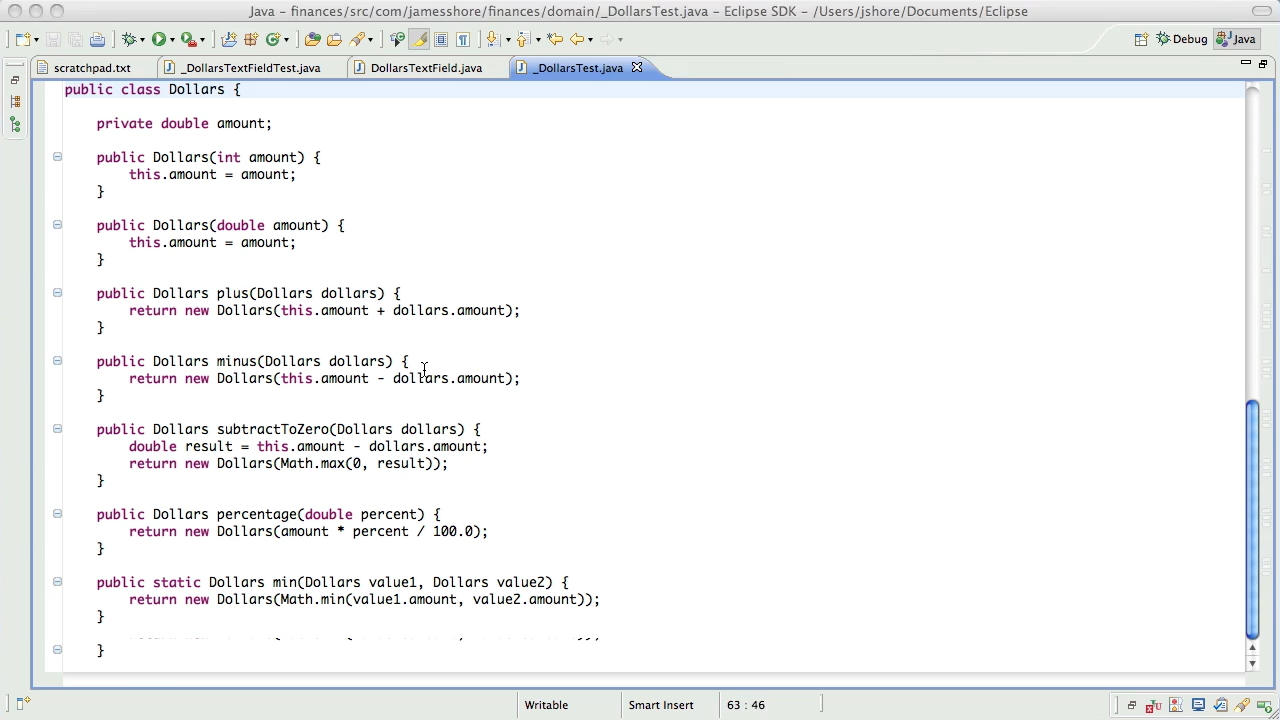 Java – finances/src/com/jamesshore/finances/domain/_DollarsTest.java – Eclipse SDK – /Users/jshore/Documents/Eclipse
Debug Java
scratchpad.txt _DollarsTextFieldTest.java DollarsTextField.java _DollarsTest.java
public class Dollars {
private double amount;
public Dollars(int amount) {
this.amount = amount;
}
public Dollars(double amount) {
this.amount = amount;
}
public Dollars plus(Dollars dollars) {
return new Dollars(this.amount + dollars.amount);
}
public Dollars minus(Dollars dollars) {
return new Dollars(this.amount - dollars.amount);
}
public Dollars subtractToZero(Dollars dollars) {
double result = this.amount - dollars.amount;
return new Dollars(Math.max(0, result));
}
public Dollars percentage(double percent) {
return new Dollars(amount * percent / 100.0);
}
public static Dollars min(Dollars value1, Dollars value2) {
return new Dollars(Math.min(value1.amount, value2.amount));
}
}
Writable Smart Insert 63 : 46